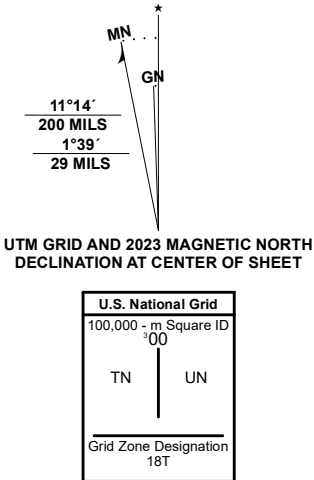 ★
MN
GN
11°14´
200 MILS
1°39´
29 MILS
UTM GRID AND 2023 MAGNETIC NORTH
DECLINATION AT CENTER OF SHEET
U.S. National Grid
100,000 - m Square ID
³00
TN UN
Grid Zone Designation
18T